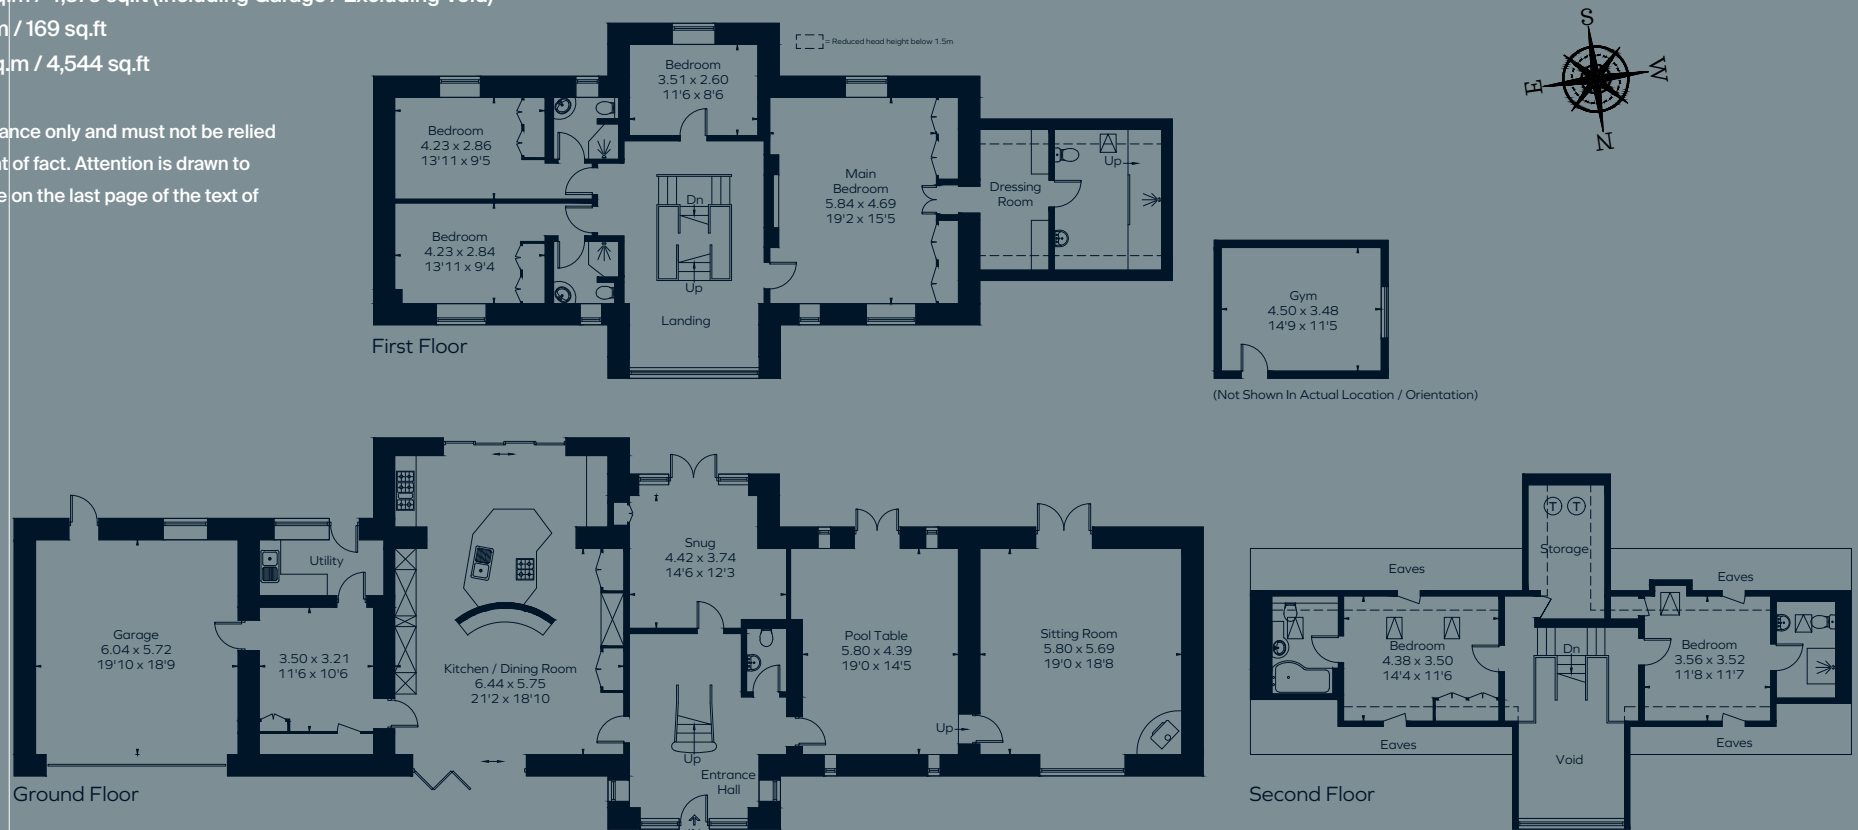 q.m / 4,875 sq.ft (Including Garage / Excluding Void)
m / 169 sq.ft
q.m / 4,544 sq.ft
ance only and must not be relied
nt of fact. Attention is drawn to
e on the last page of the text of
= Reduced head height below 1.5m
S
E
W
N
Bedroom
3.51 x 2.60
11'6 x 8'6
Bedroom
4.23 x 2.86
13'11 x 9'5
Bedroom
4.23 x 2.84
13'11 x 9'4
Dn
Up
Landing
Main
Bedroom
5.84 x 4.69
19'2 x 15'5
Dressing
Room
Up
First Floor
Gym
4.50 x 3.48
14'9 x 11'5
(Not Shown In Actual Location / Orientation)
Garage
6.04 x 5.72
19'10 x 18'9
Utility
3.50 x 3.21
11'6 x 10'6
Kitchen / Dining Room
6.44 x 5.75
21'2 x 18'10
Snug
4.42 x 3.74
14'6 x 12'3
Up
Entrance
Hall
Pool Table
5.80 x 4.39
19'0 x 14'5
Up
Sitting Room
5.80 x 5.69
19'0 x 18'8
Ground Floor
T
T
Storage
Eaves
Eaves
Bedroom
4.38 x 3.50
14'4 x 11'6
Dn
Bedroom
3.56 x 3.52
11'8 x 11'7
Eaves
Eaves
Void
Second Floor